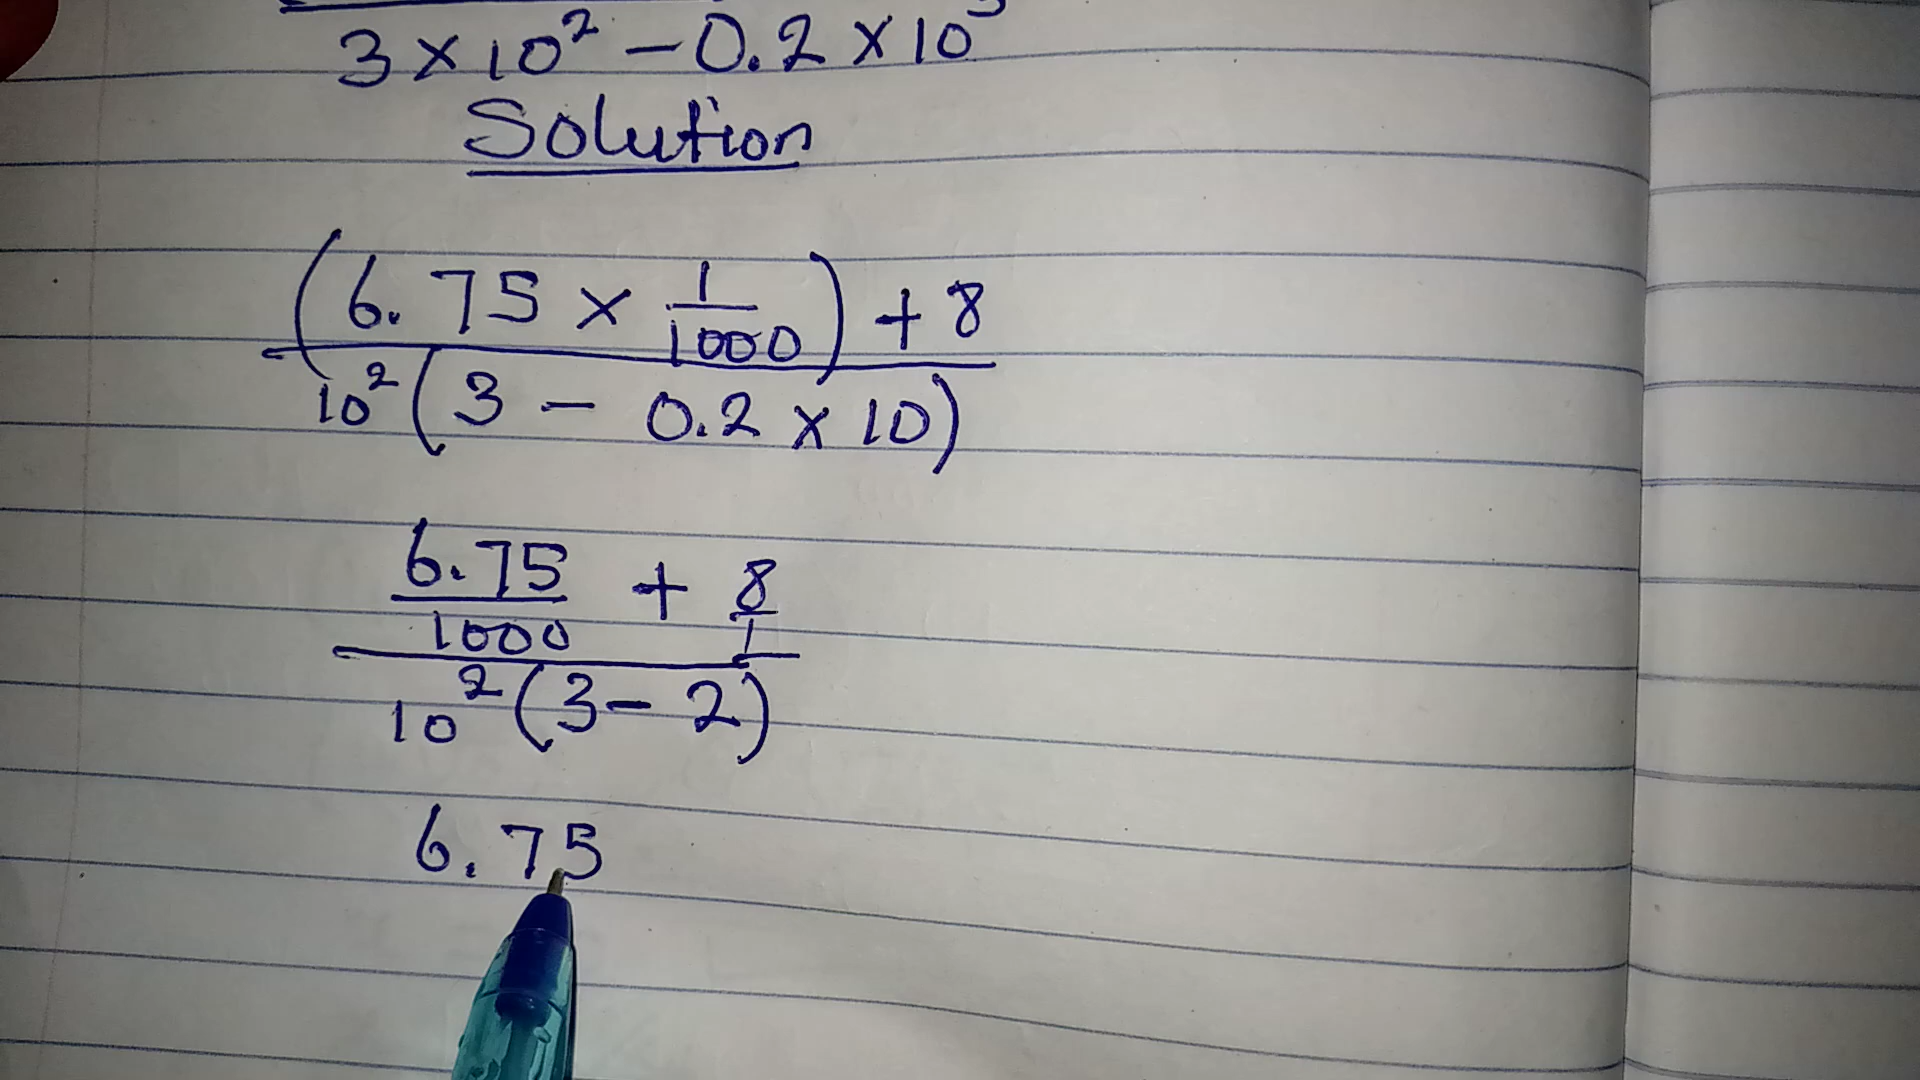 3 × 10² - 0.2 × 10³
Solution
(6.75 × 1/1000) + 8
10² (3 - 0.2 × 10)
6.75/1000 + 8/1
10² (3 - 2)
6.75